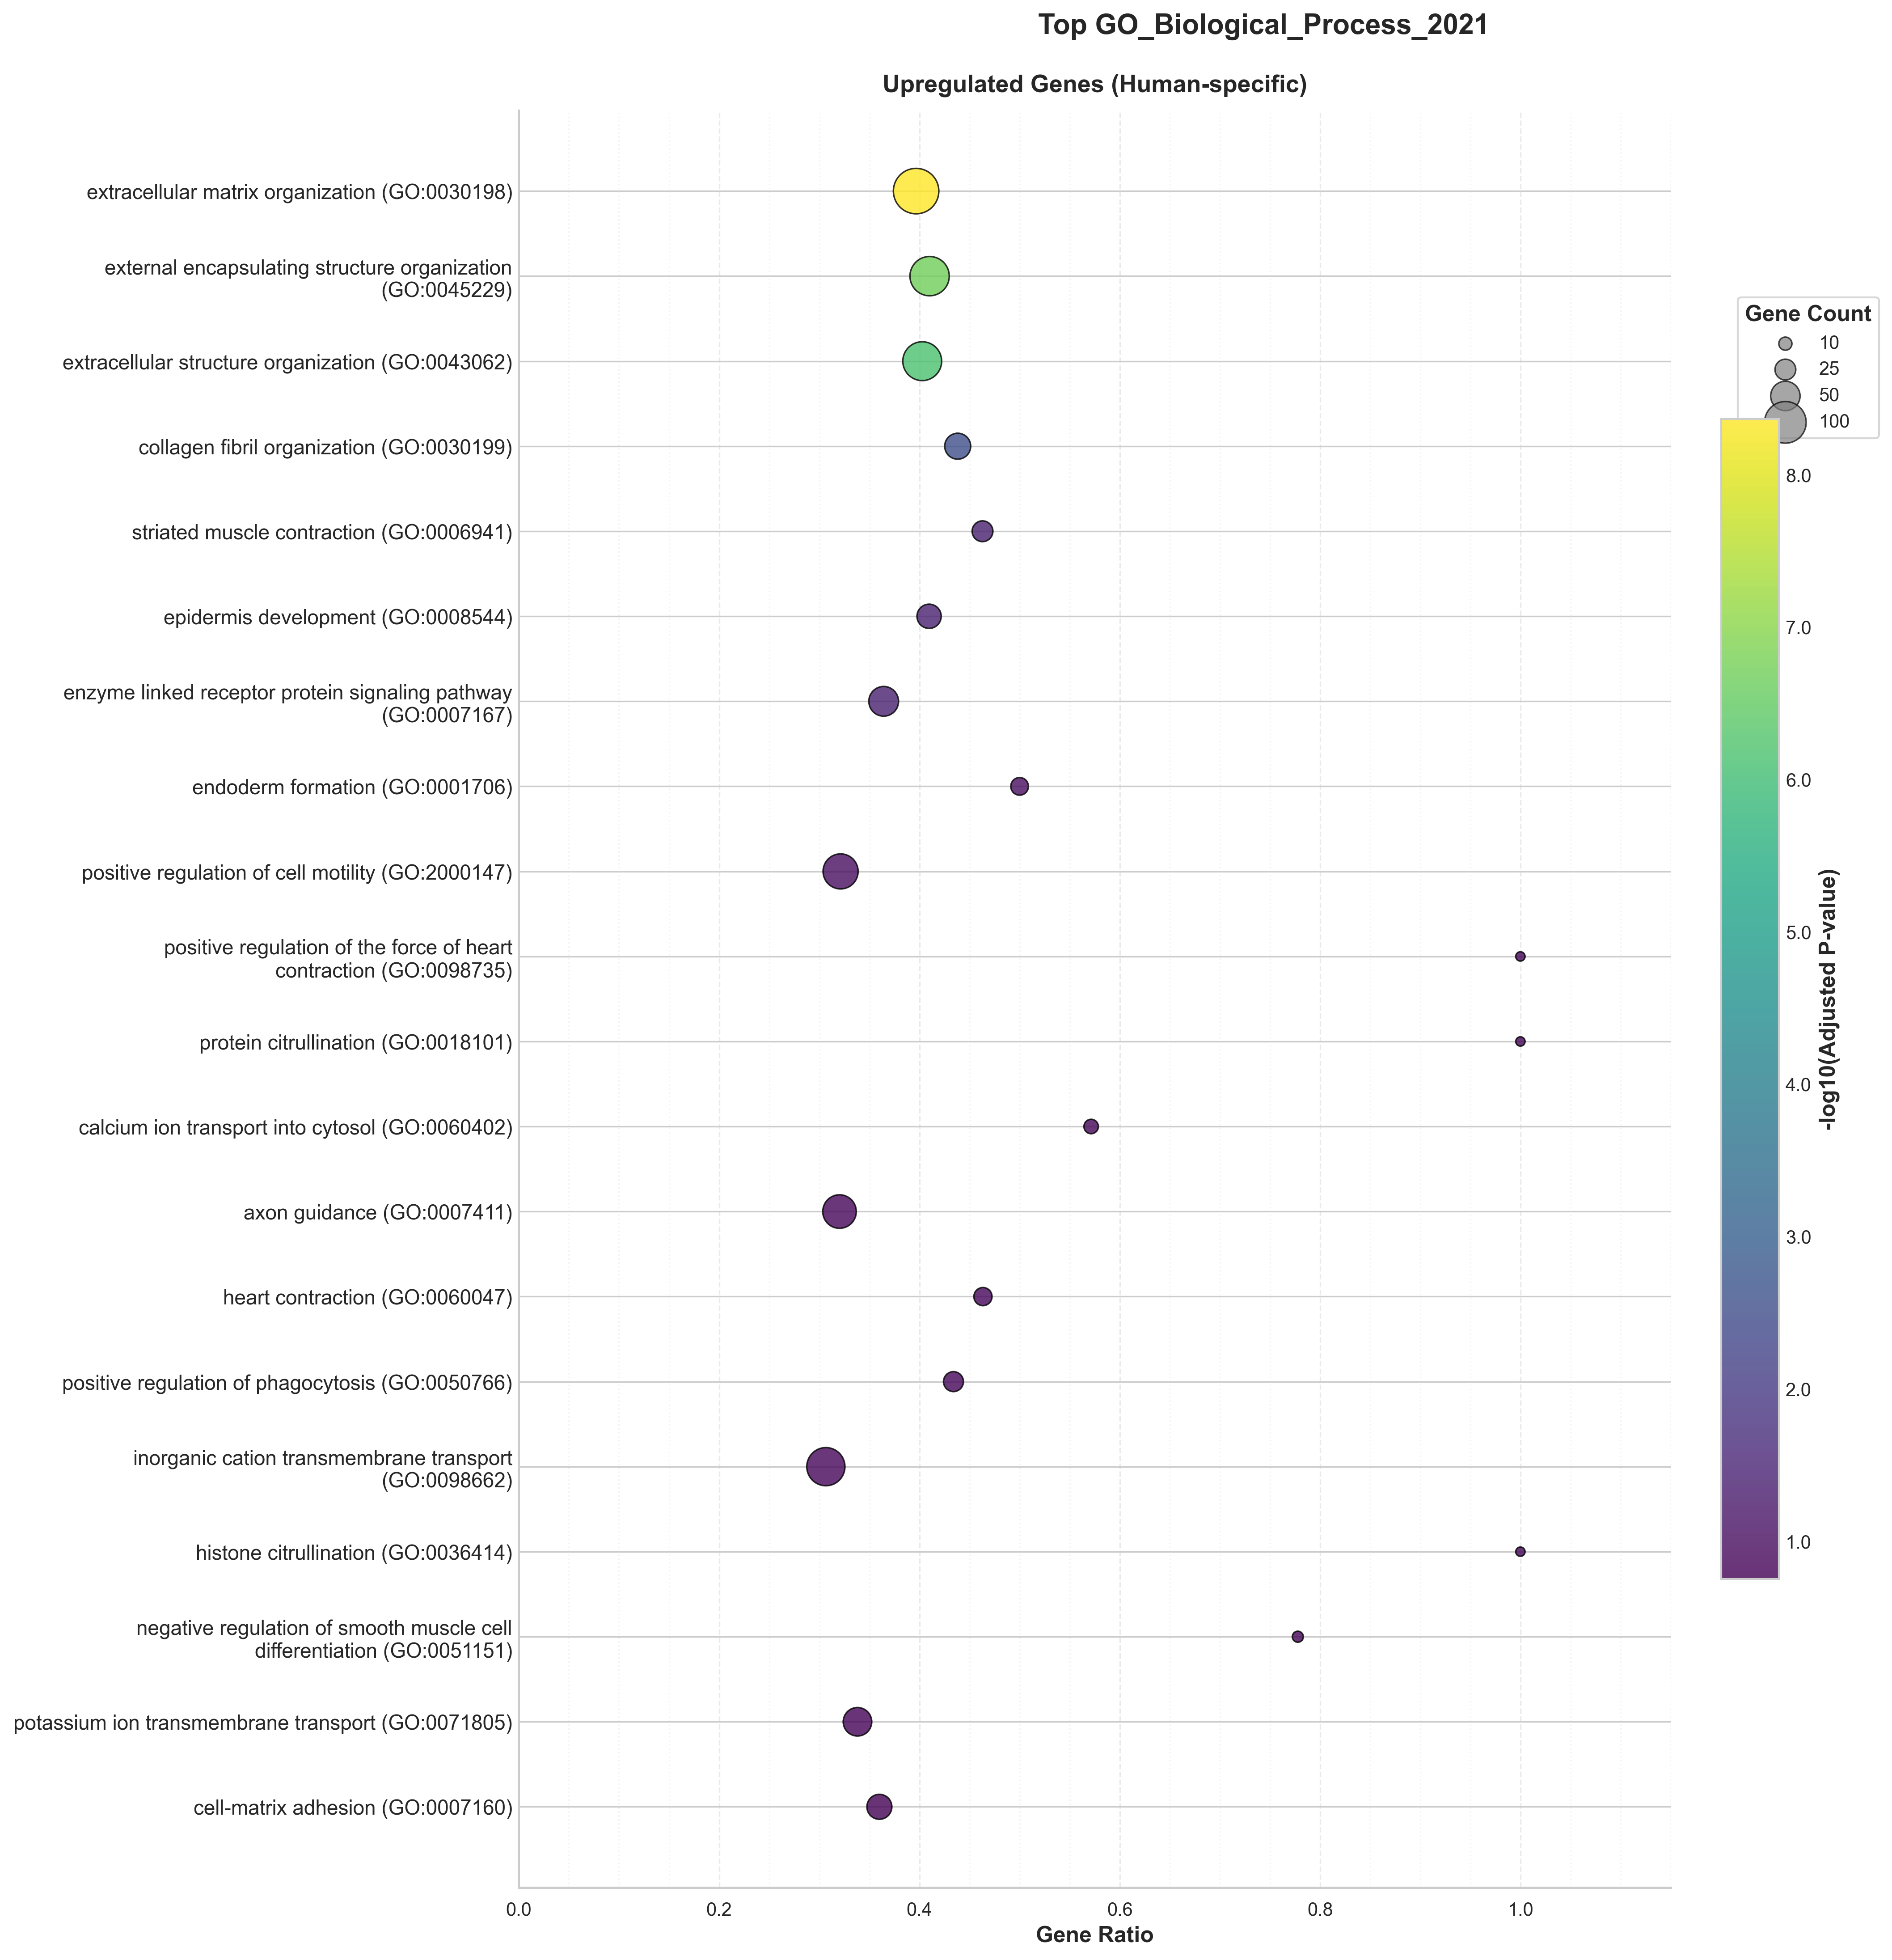 Top GO_Biological_Process_2021
Upregulated Genes (Human-specific)
extracellular matrix organization (GO:0030198)
external encapsulating structure organization
(GO:0045229)
extracellular structure organization (GO:0043062)
collagen fibril organization (GO:0030199)
striated muscle contraction (GO:0006941)
epidermis development (GO:0008544)
enzyme linked receptor protein signaling pathway
(GO:0007167)
endoderm formation (GO:0001706)
positive regulation of cell motility (GO:2000147)
positive regulation of the force of heart
contraction (GO:0098735)
protein citrullination (GO:0018101)
calcium ion transport into cytosol (GO:0060402)
axon guidance (GO:0007411)
heart contraction (GO:0060047)
positive regulation of phagocytosis (GO:0050766)
inorganic cation transmembrane transport
(GO:0098662)
histone citrullination (GO:0036414)
negative regulation of smooth muscle cell
differentiation (GO:0051151)
potassium ion transmembrane transport (GO:0071805)
cell-matrix adhesion (GO:0007160)
0.0 0.2 0.4 0.6 0.8 1.0
Gene Ratio
Gene Count
10
25
50
100
8.0
7.0
6.0
5.0
4.0
3.0
2.0
1.0
-log10(Adjusted P-value)